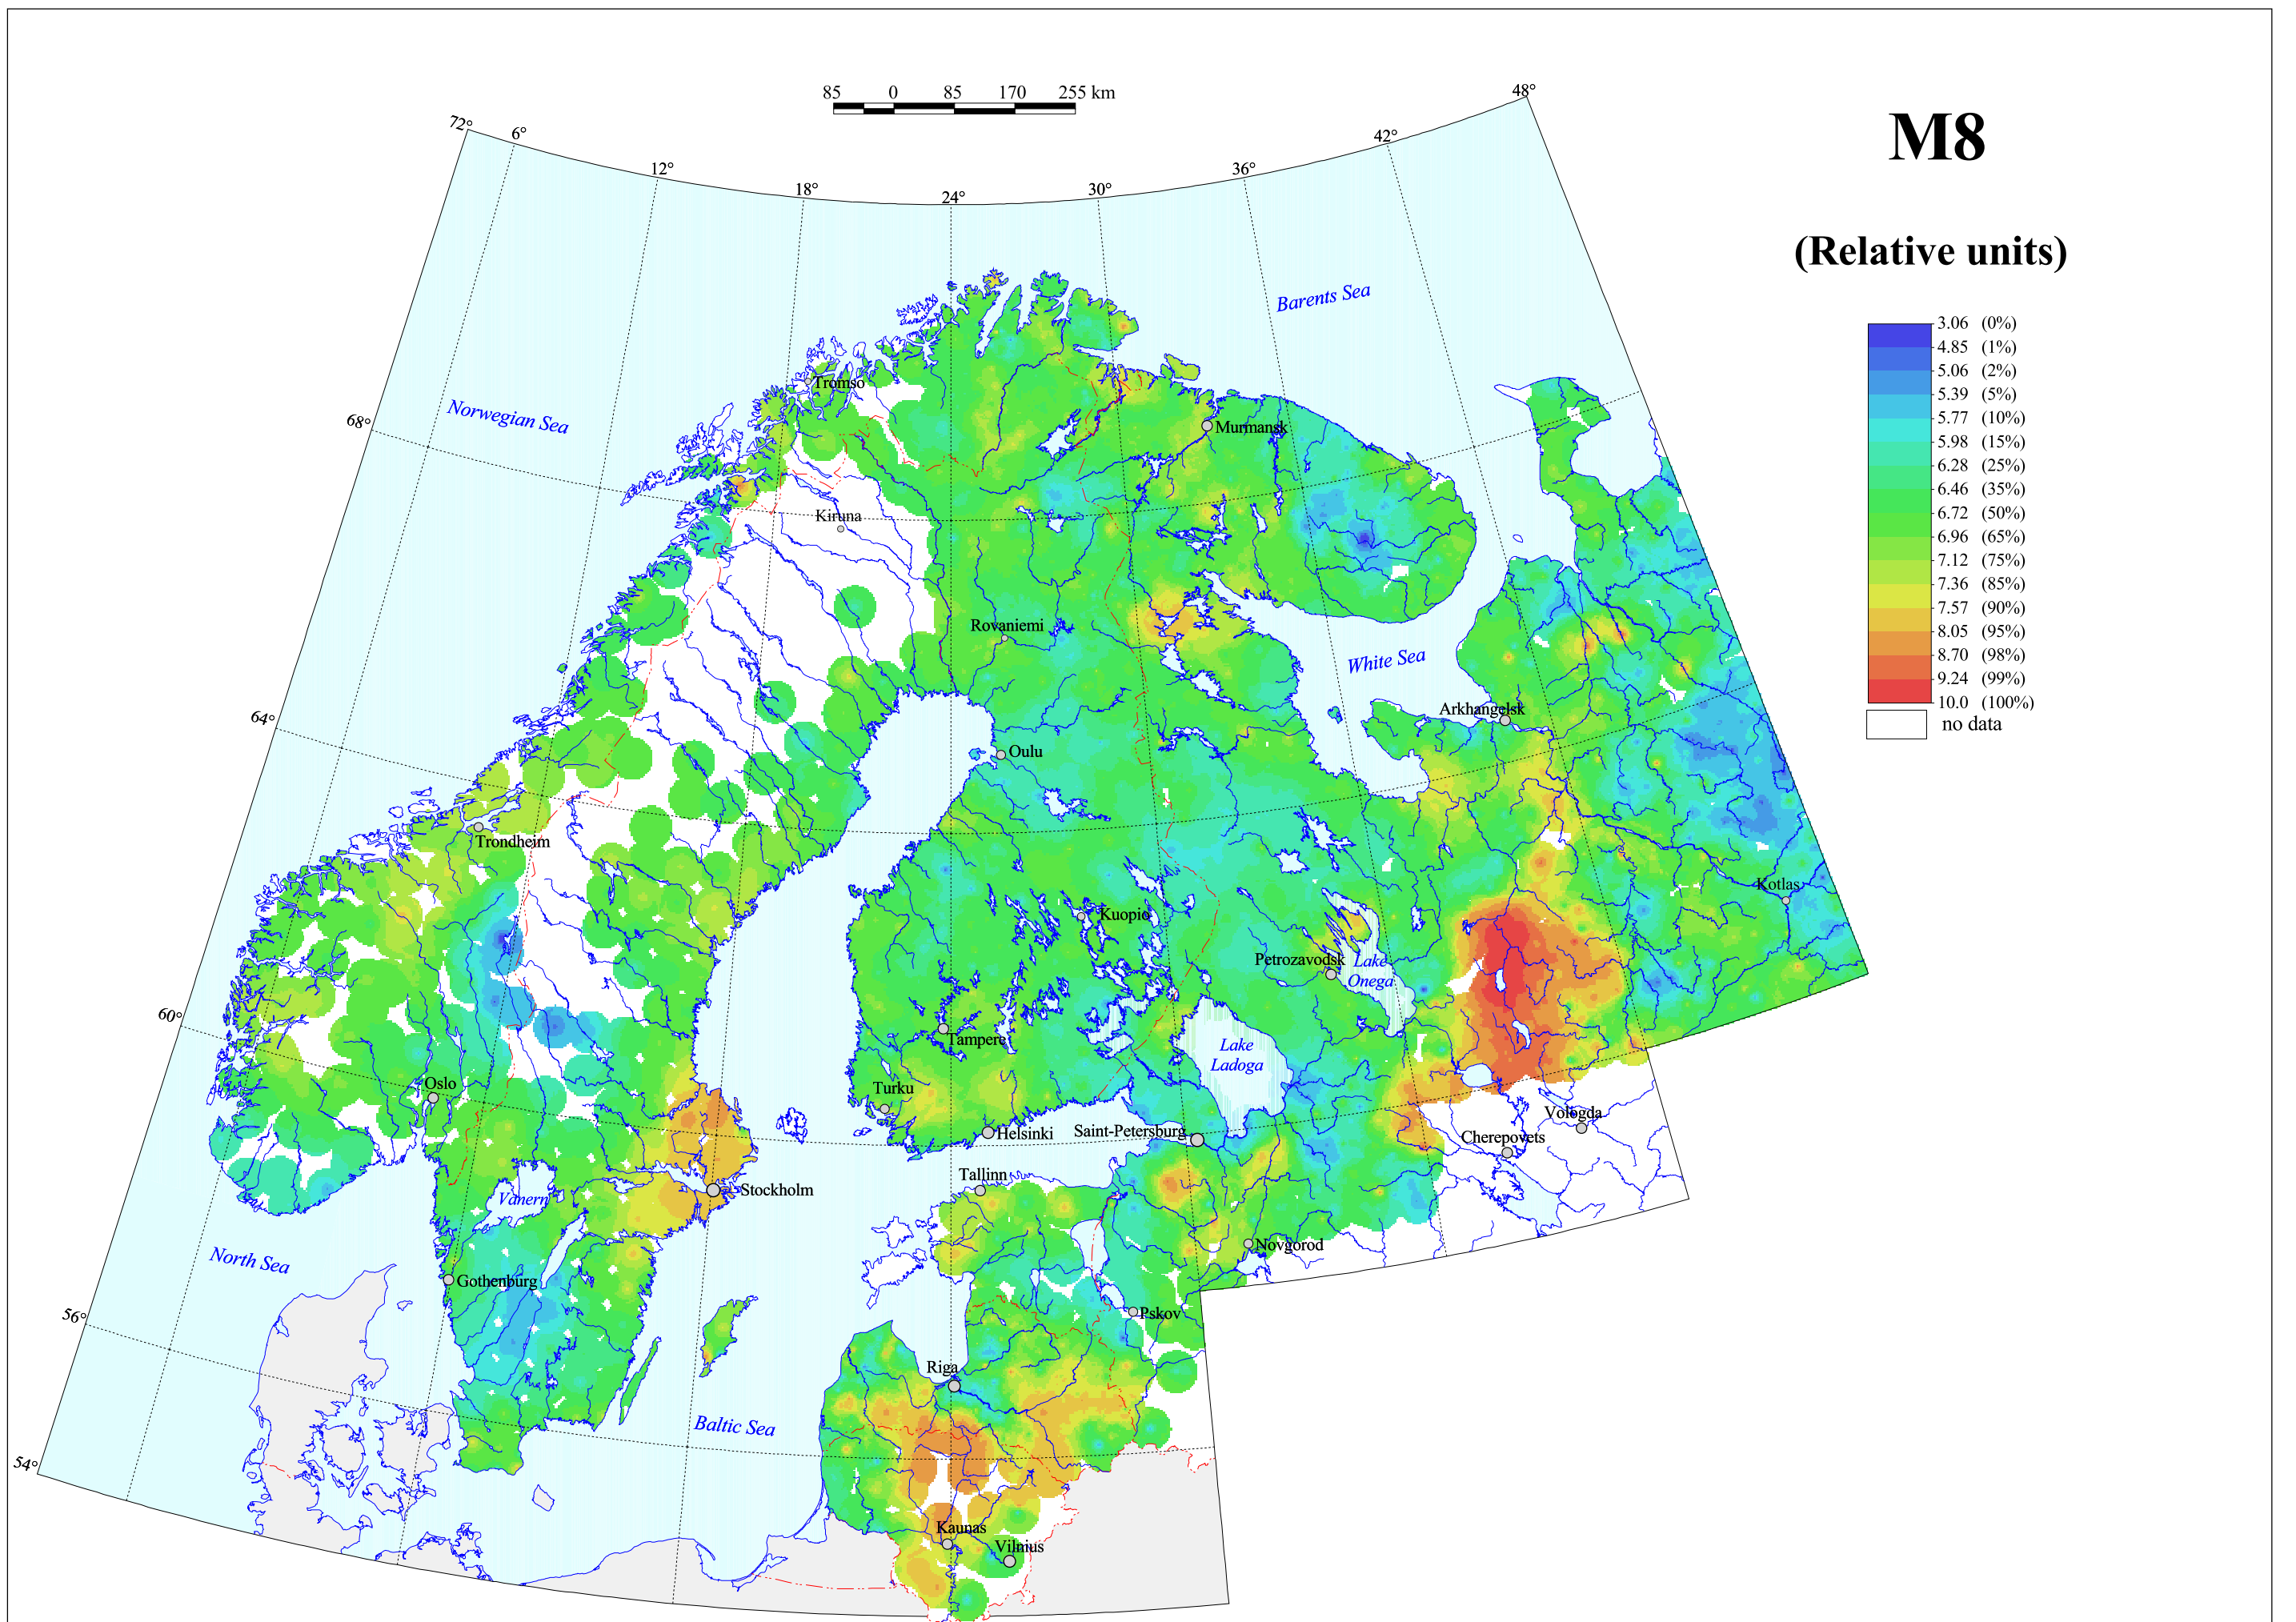 M8
(Relative units)
85 0 85 170 255 km
72° 6° 12° 18° 24° 30° 36° 42° 48°
68°
64°
60°
56°
54°
3.06 (0%)
4.85 (1%)
5.06 (2%)
5.39 (5%)
5.77 (10%)
5.98 (15%)
6.28 (25%)
6.46 (35%)
6.72 (50%)
6.96 (65%)
7.12 (75%)
7.36 (85%)
7.57 (90%)
8.05 (95%)
8.70 (98%)
9.24 (99%)
10.0 (100%)
no data
Barents Sea
Norwegian Sea
Tromso
Murmansk
Kiruna
Rovaniemi
White Sea
Arkhangelsk
Oulu
Trondheim
Kotlas
Kuopio
Petrozavodsk
Lake
Onega
Tampere
Lake
Ladoga
Oslo
Turku
Vologda
Helsinki
Saint-Petersburg
Cherepovets
Tallinn
Stockholm
Vanern
Novgorod
North Sea
Gothenburg
Pskov
Riga
Baltic Sea
Kaunas
Vilnius